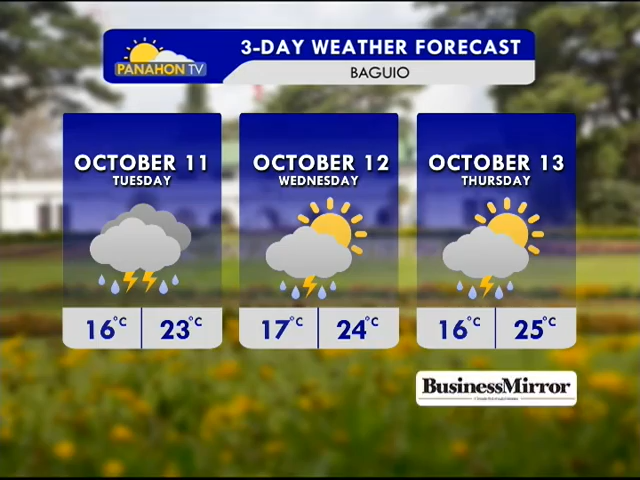 3-DAY WEATHER FORECAST
PANAHON TV
BAGUIO
OCTOBER 11
TUESDAY
16°C
23°C
OCTOBER 12
WEDNESDAY
17°C
24°C
OCTOBER 13
THURSDAY
16°C
25°C
BusinessMirror